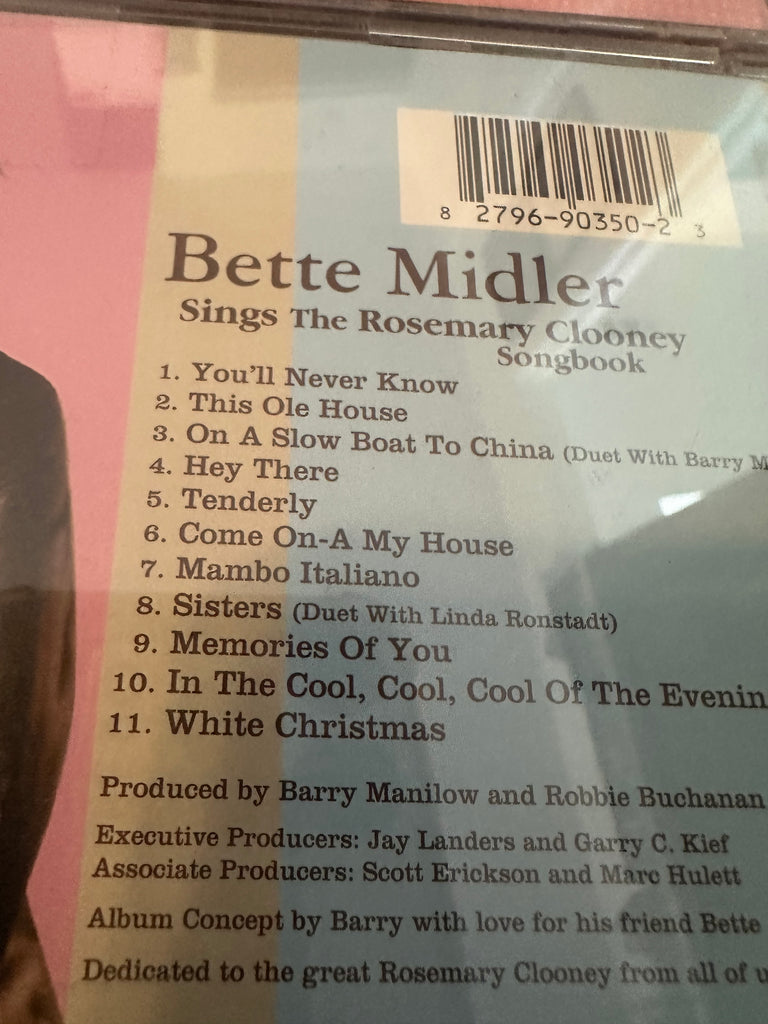 8 2796-90350-2 3
Bette Midler
Sings The Rosemary Clooney
Songbook
1. You'll Never Know
2. This Ole House
3. On A Slow Boat To China (Duet With Barry M
4. Hey There
5. Tenderly
6. Come On-A My House
7. Mambo Italiano
8. Sisters (Duet With Linda Ronstadt)
9. Memories Of You
10. In The Cool, Cool, Cool Of The Evenin
11. White Christmas
Produced by Barry Manilow and Robbie Buchanan
Executive Producers: Jay Landers and Garry C. Kief
Associate Producers: Scott Erickson and Marc Hulett
Album Concept by Barry with love for his friend Bette
Dedicated to the great Rosemary Clooney from all of u